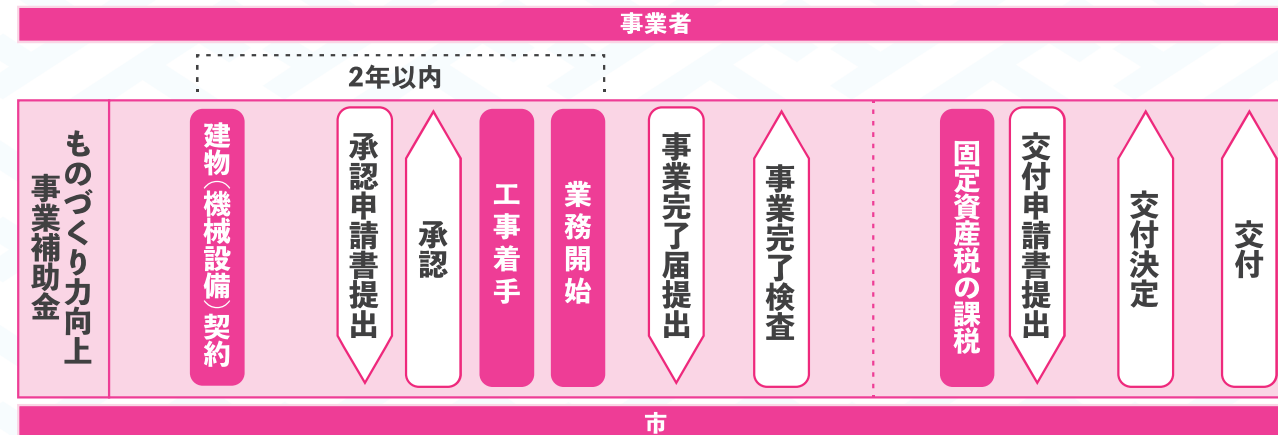 事業者
2年以内
ものづくり力向上
事業補助金
建物（機械設備）契約
承認申請書提出
承認
工事着手
業務開始
事業完了届提出
事業完了検査
固定資産税の課税
交付申請書提出
交付決定
交付
市